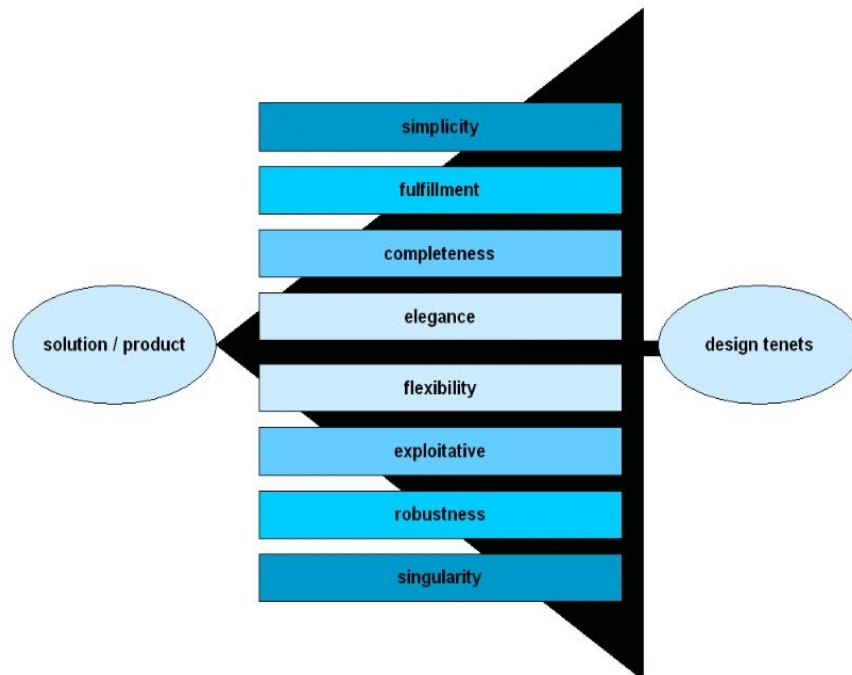 simplicity
fulfillment
completeness
elegance
solution / product
design tenets
flexibility
exploitative
robustness
singularity